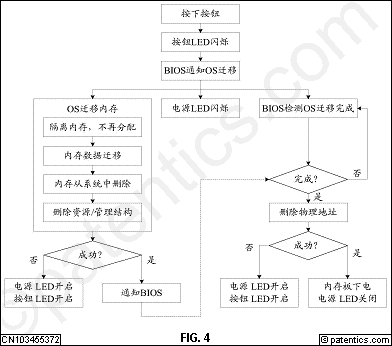 按下按钮
按钮LED闪烁
BIOS通知OS迁移
OS迁移内存
电源LED闪烁
BIOS检测OS迁移完成
隔离内存，不再分配
内存数据迁移
内存从系统中删除
删除资源/管理结构
完成？
否
是
删除物理地址
成功？
否
是
成功？
否
是
电源 LED开启
按钮 LED开启
通知BIOS
电源 LED开启
按钮 LED开启
内存板下电
电源 LED关闭
CN103455372
FIG. 4
© patentics.com
©patentics.com